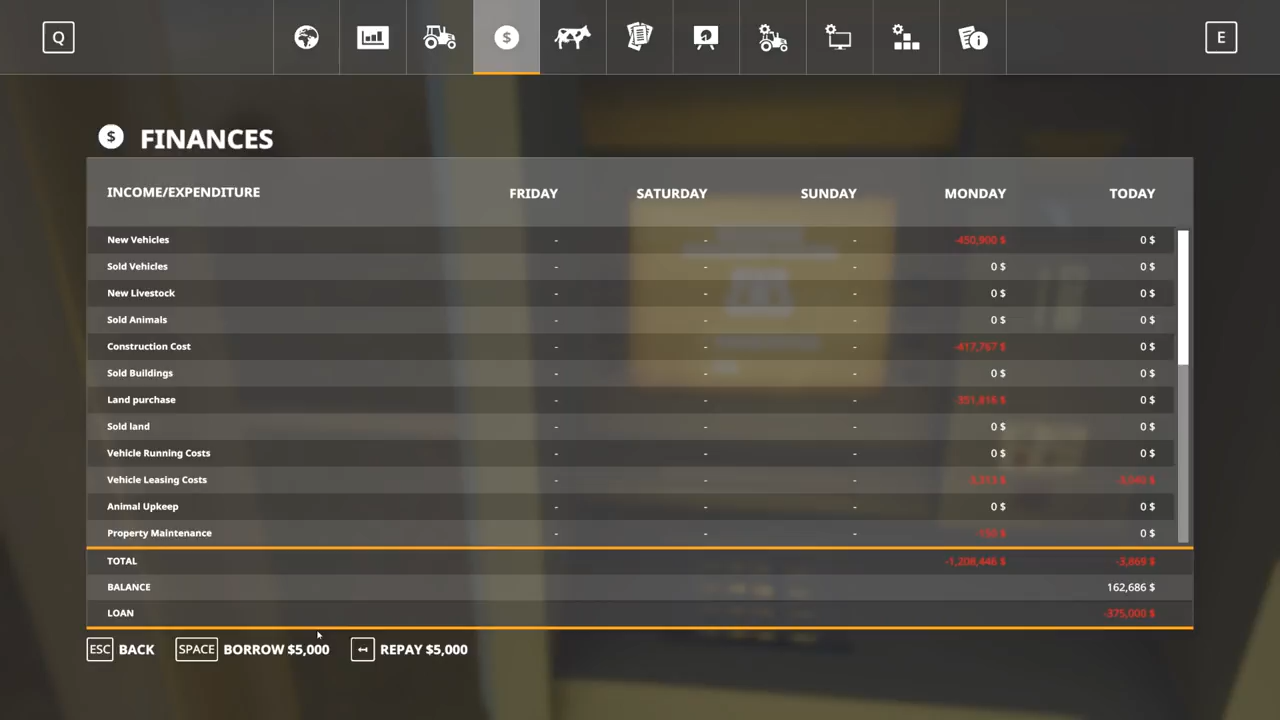 Q
E
$ FINANCES
INCOME/EXPENDITURE FRIDAY SATURDAY SUNDAY MONDAY TODAY
New Vehicles - - - -450,900 $ 0 $
Sold Vehicles - - - 0 $ 0 $
New Livestock - - - 0 $ 0 $
Sold Animals - - - 0 $ 0 $
Construction Cost - - - -417,767 $ 0 $
Sold Buildings - - - 0 $ 0 $
Land purchase - - - -351,816 $ 0 $
Sold land - - - 0 $ 0 $
Vehicle Running Costs - - - 0 $ 0 $
Vehicle Leasing Costs - - -
Animal Upkeep - - - 0 $ 0 $
Property Maintenance - - - 0 $
TOTAL -1,208,446 $ -3,869 $
BALANCE 162,686 $
LOAN -375,000 $
ESC BACK SPACE BORROW $5,000 ↔ REPAY $5,000